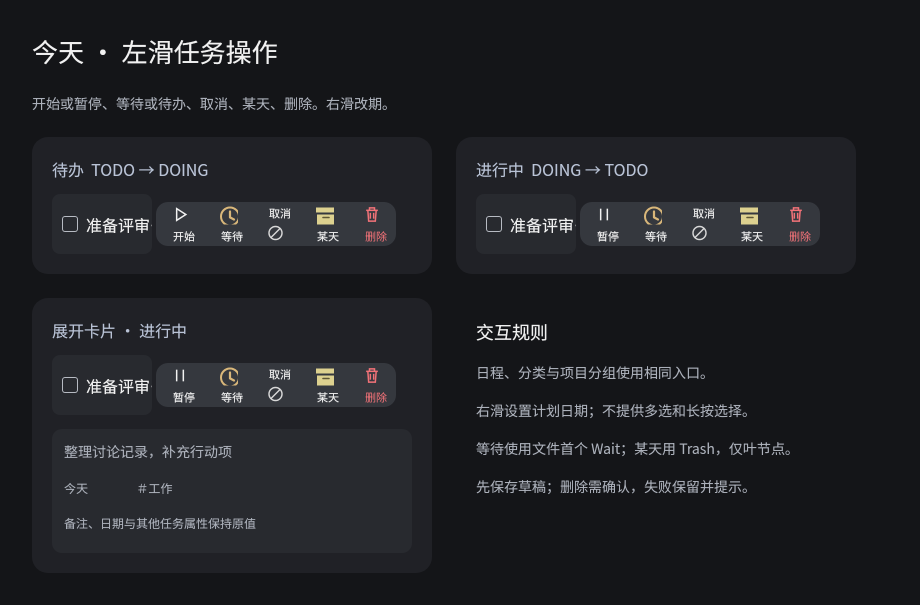 今天 · 左滑任务操作
开始或暂停、等待或待办、取消、某天、删除。右滑改期。
待办 TODO → DOING
准备评审
开始 等待 取消 某天 删除
进行中 DOING → TODO
准备评审
暂停 等待 取消 某天 删除
展开卡片 · 进行中
准备评审
暂停 等待 取消 某天 删除
整理讨论记录，补充行动项
今天 #工作
备注、日期与其他任务属性保持原值
交互规则
日程、分类与项目分组使用相同入口。
右滑设置计划日期；不提供多选和长按选择。
等待使用文件首个 Wait；某天用 Trash，仅叶节点。
先保存草稿；删除需确认，失败保留并提示。